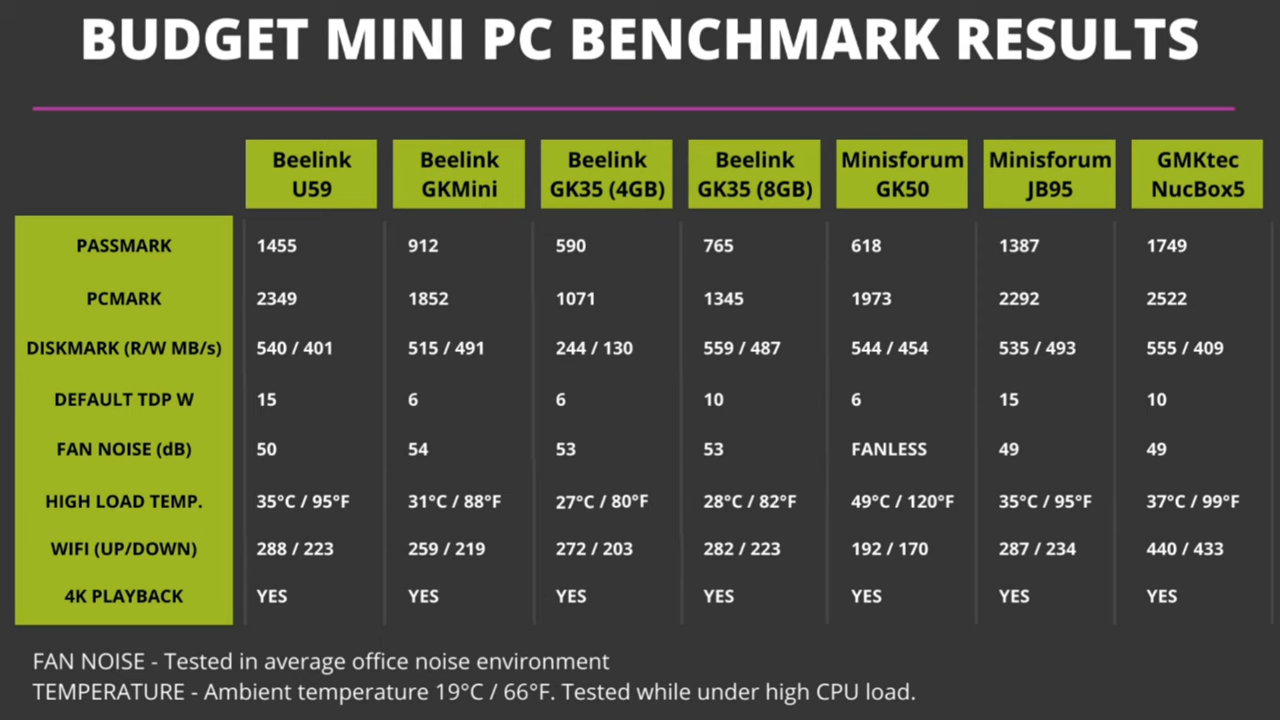 BUDGET MINI PC BENCHMARK RESULTS
Beelink U59 Beelink GKMini Beelink GK35 (4GB) Beelink GK35 (8GB) Minisforum GK50 Minisforum JB95 GMKtec NucBox5
PASSMARK 1455 912 590 765 618 1387 1749
PCMARK 2349 1852 1071 1345 1973 2292 2522
DISKMARK (R/W MB/s) 540 / 401 515 / 491 244 / 130 559 / 487 544 / 454 535 / 493 555 / 409
DEFAULT TDP W 15 6 6 10 6 15 10
FAN NOISE (dB) 50 54 53 53 FANLESS 49 49
HIGH LOAD TEMP. 35°C / 95°F 31°C / 88°F 27°C / 80°F 28°C / 82°F 49°C / 120°F 35°C / 95°F 37°C / 99°F
WIFI (UP/DOWN) 288 / 223 259 / 219 272 / 203 282 / 223 192 / 170 287 / 234 440 / 433
4K PLAYBACK YES YES YES YES YES YES YES
FAN NOISE - Tested in average office noise environment
TEMPERATURE - Ambient temperature 19°C / 66°F. Tested while under high CPU load.